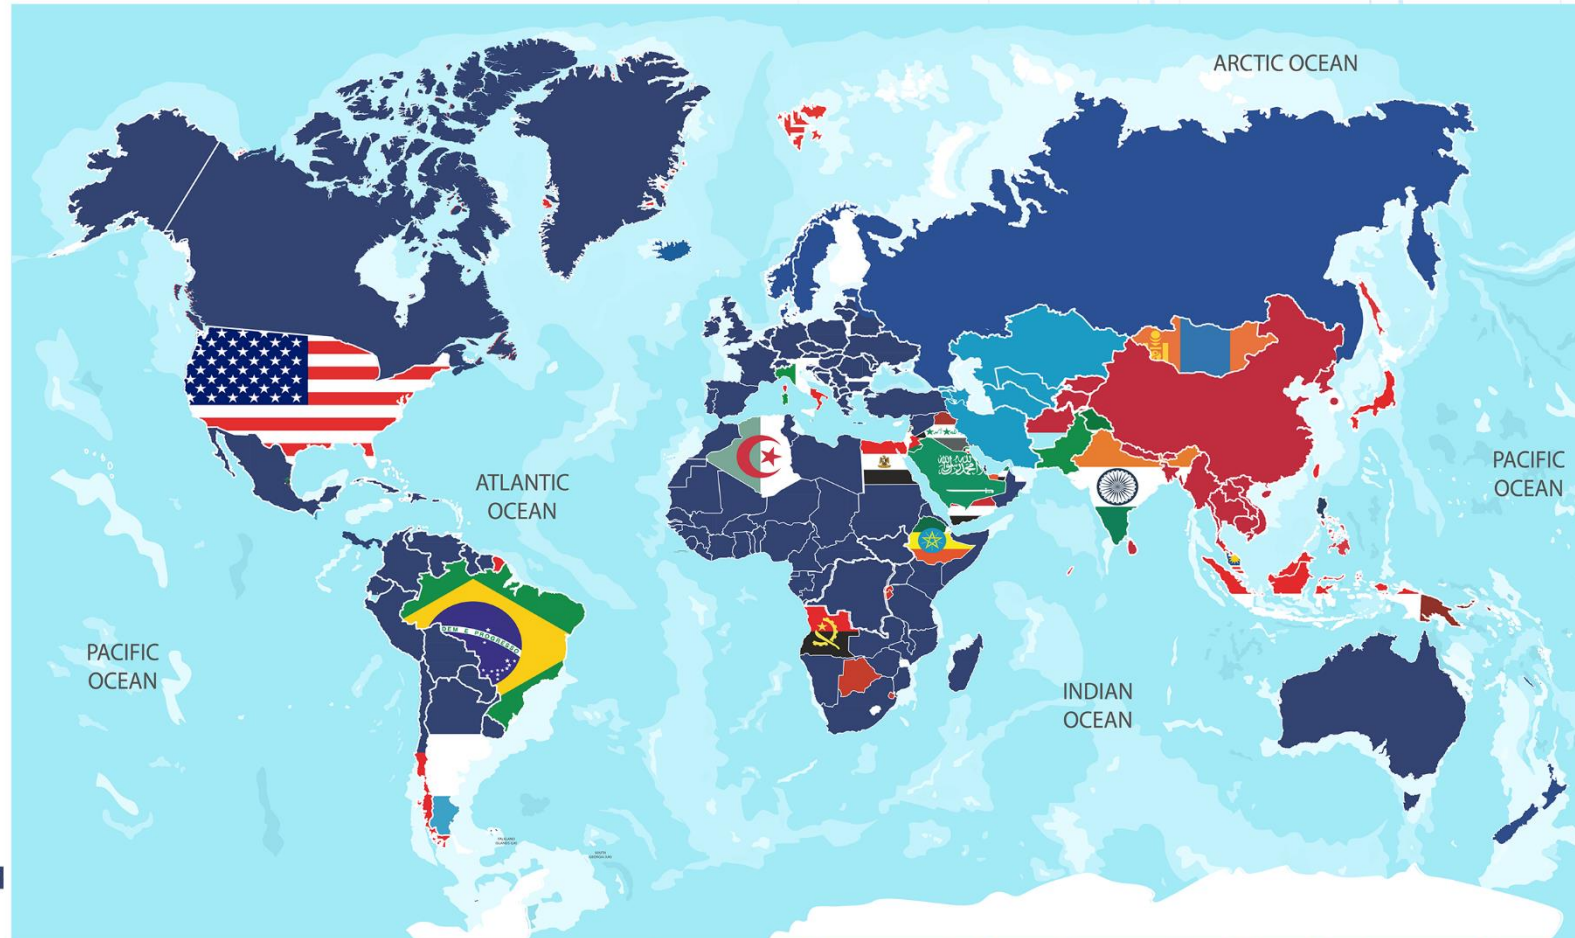 ARCTIC OCEAN
ATLANTIC
OCEAN
PACIFIC
OCEAN
PACIFIC
OCEAN
INDIAN
OCEAN